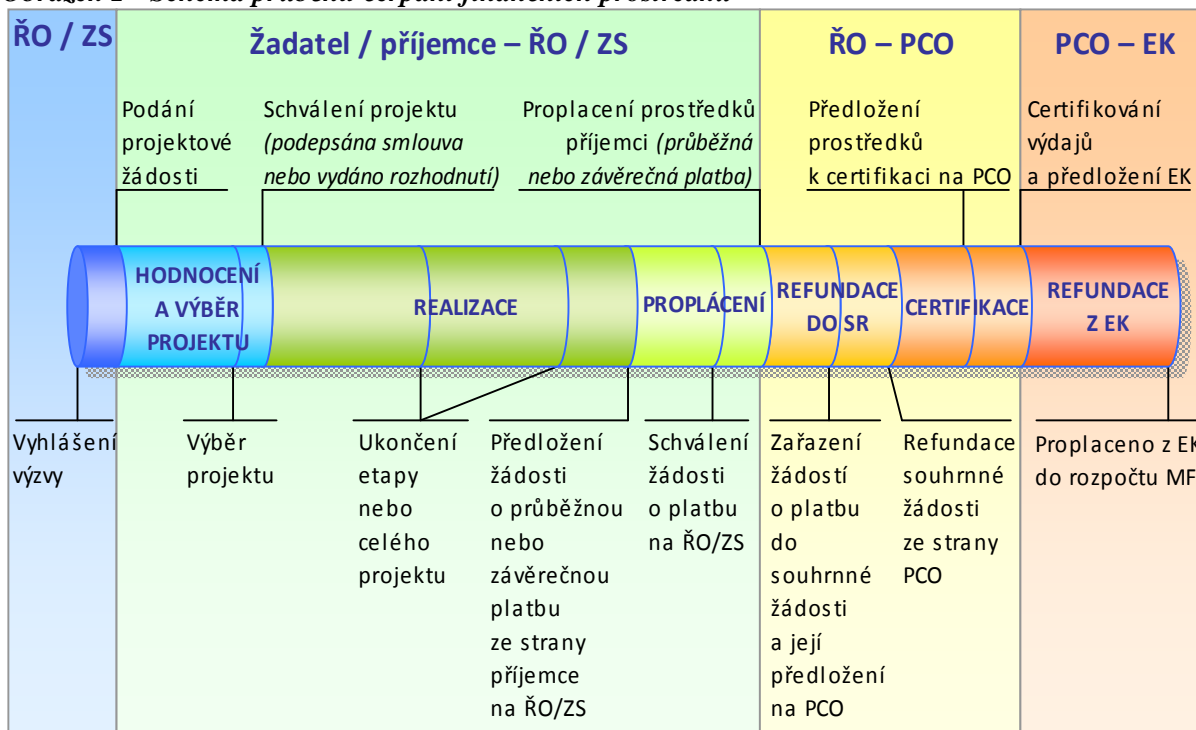 ŘO / ZS
Žadatel / příjemce – ŘO / ZS
ŘO – PCO
PCO – EK
Podání
projektové
žádosti
Schválení projektu
(podepsána smlouva
nebo vydáno rozhodnutí)
Proplacení prostředků
příjemci (průběžná
nebo závěrečná platba)
Předložení
prostředků
k certifikaci na PCO
Certifikování
výdajů
a předložení EK
HODNOCENÍ
A VÝBĚR
PROJEKTU
REALIZACE
PROPLÁCENÍ
REFUNDACE
DO SR
CERTIFIKACE
REFUNDACE
Z EK
Vyhlášení
výzvy
Výběr
projektu
Ukončení
etapy
nebo
celého
projektu
Předložení
žádosti
o průběžnou
nebo
závěrečnou
platbu
ze strany
příjemce
na ŘO/ZS
Schválení
žádosti
o platbu
na ŘO/ZS
Zařazení
žádostí
o platbu
do
souhrnné
žádosti
a její
předložení
na PCO
Refundace
souhrnné
žádosti
ze strany
PCO
Proplaceno z EK
do rozpočtu MF